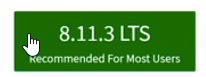 8.11.3 LTS
Recommended For Most Users